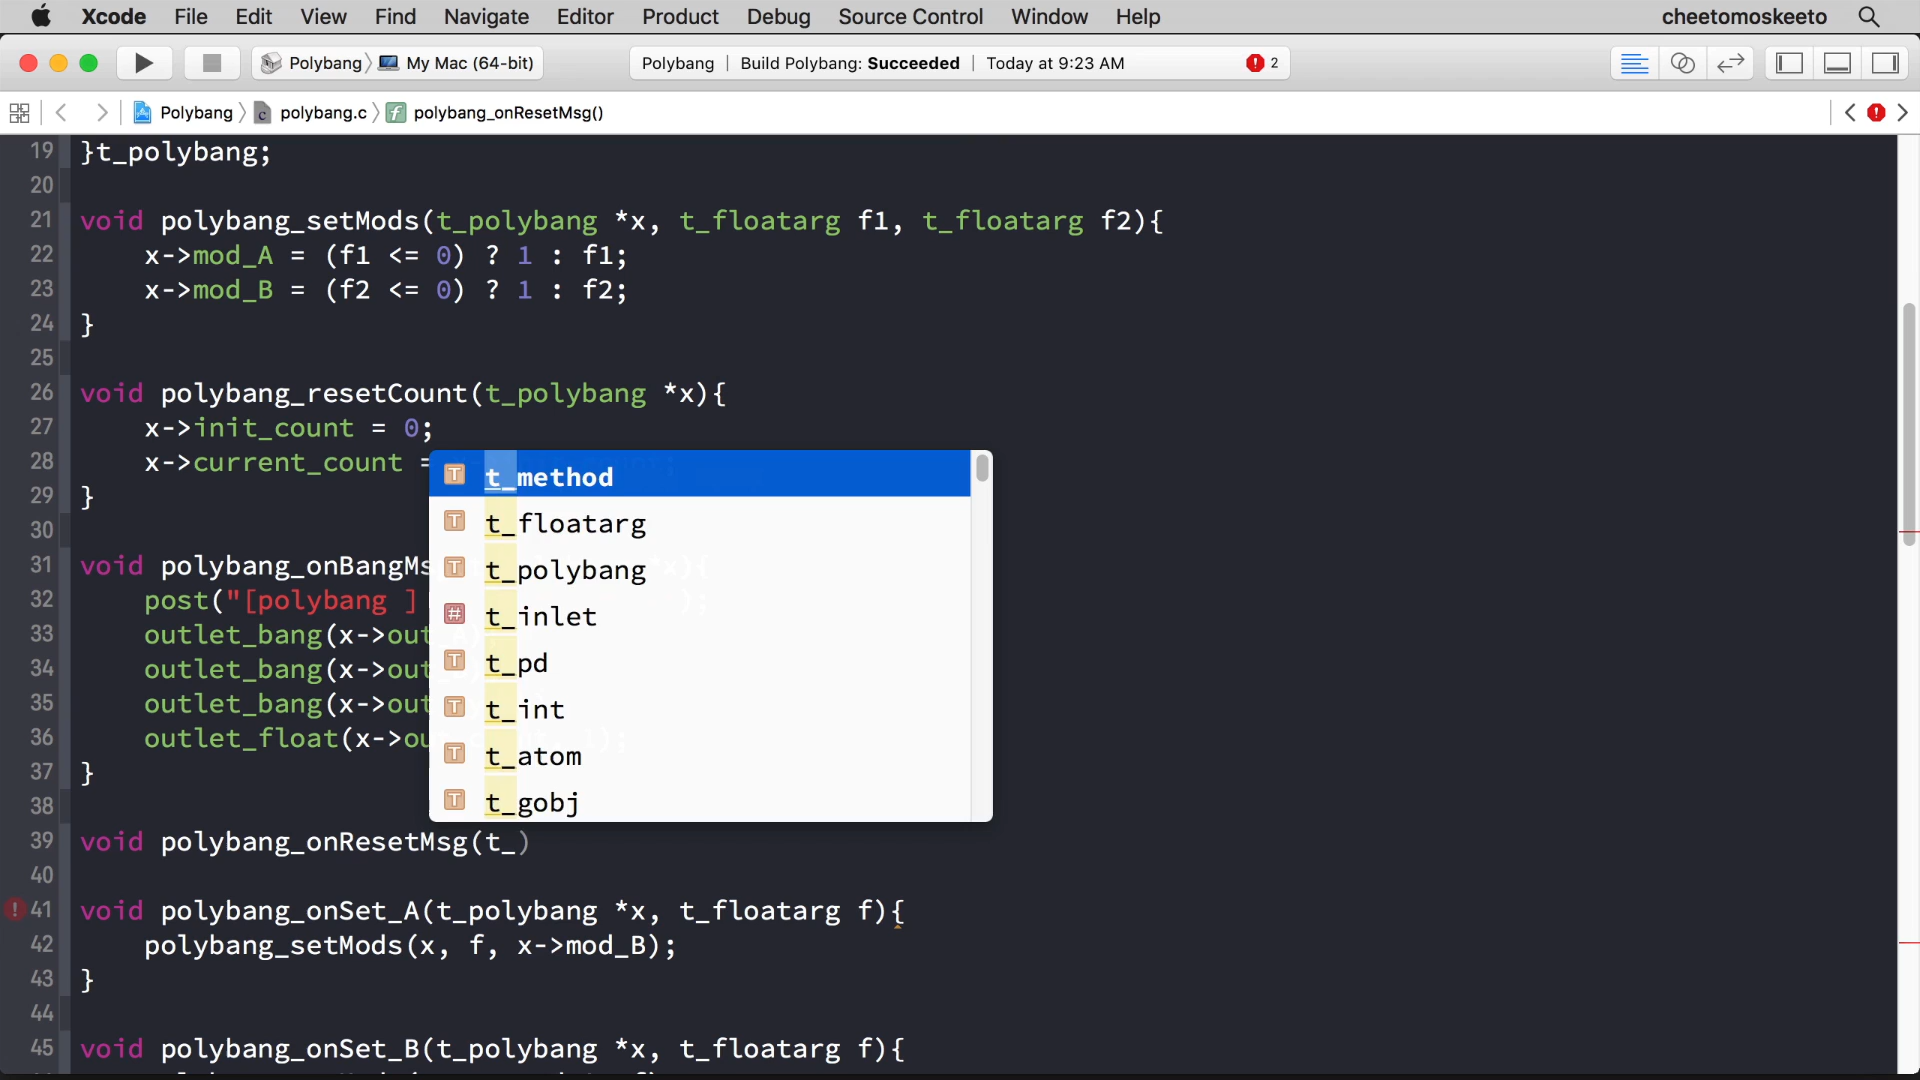 Xcode File Edit View Find Navigate Editor Product Debug Source Control Window Help cheetomoskeeto
Polybang My Mac (64-bit) Polybang | Build Polybang: Succeeded | Today at 9:23 AM 2
Polybang polybang.c polybang_onResetMsg()
19 }t_polybang;
20
21 void polybang_setMods(t_polybang *x, t_floatarg f1, t_floatarg f2){
22 x->mod_A = (f1 <= 0) ? 1 : f1;
23 x->mod_B = (f2 <= 0) ? 1 : f2;
24 }
25
26 void polybang_resetCount(t_polybang *x){
27 x->init_count = 0;
28 x->current_count =
29 }
30
31 void polybang_onBangMs
32 post("[polybang ]
33 outlet_bang(x->out
34 outlet_bang(x->out
35 outlet_bang(x->out
36 outlet_float(x->ou
37 }
38
t_method
t_floatarg
t_polybang
t_inlet
t_pd
t_int
t_atom
t_gobj
39 void polybang_onResetMsg(t_)
40
41 void polybang_onSet_A(t_polybang *x, t_floatarg f){
42 polybang_setMods(x, f, x->mod_B);
43 }
44
45 void polybang_onSet_B(t_polybang *x, t_floatarg f){